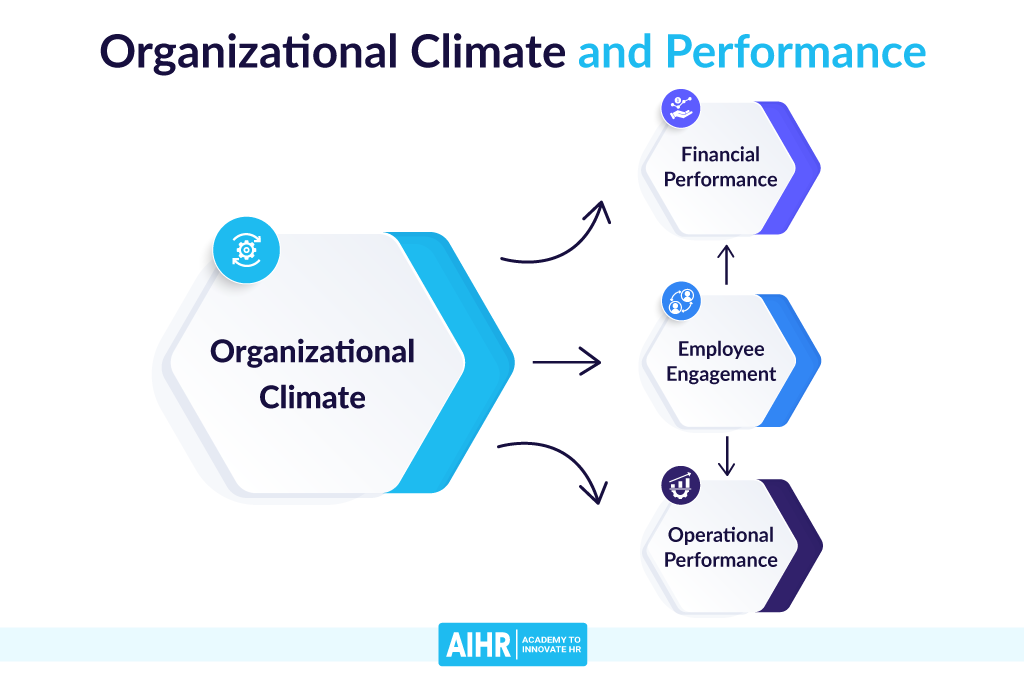 Organizational Climate and Performance
Financial
Performance
Organizational
Climate
Employee
Engagement
Operational
Performance
AIHR
ACADEMY TO
INNOVATE HR